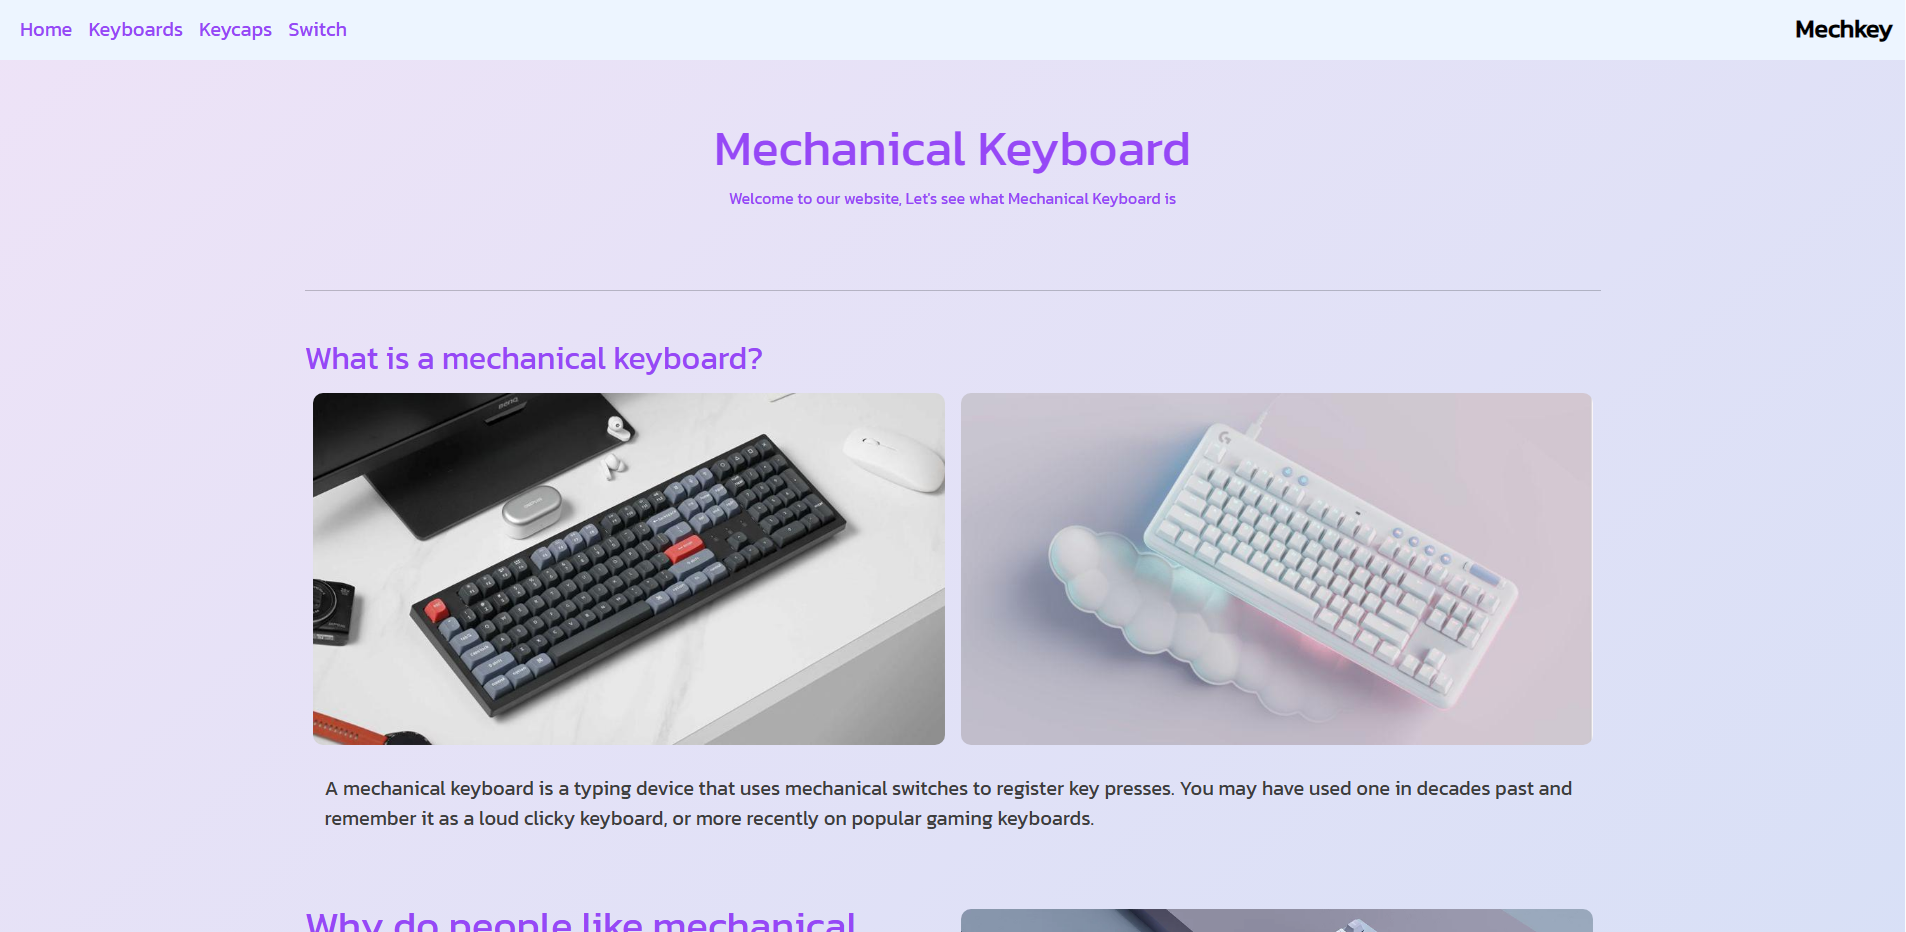 Home Keyboards Keycaps Switch Mechkey
Mechanical Keyboard
Welcome to our website, Let's see what Mechanical Keyboard is
What is a mechanical keyboard?
BenQ
A mechanical keyboard is a typing device that uses mechanical switches to register key presses. You may have used one in decades past and
remember it as a loud clicky keyboard, or more recently on popular gaming keyboards.
Why do people like mechanical